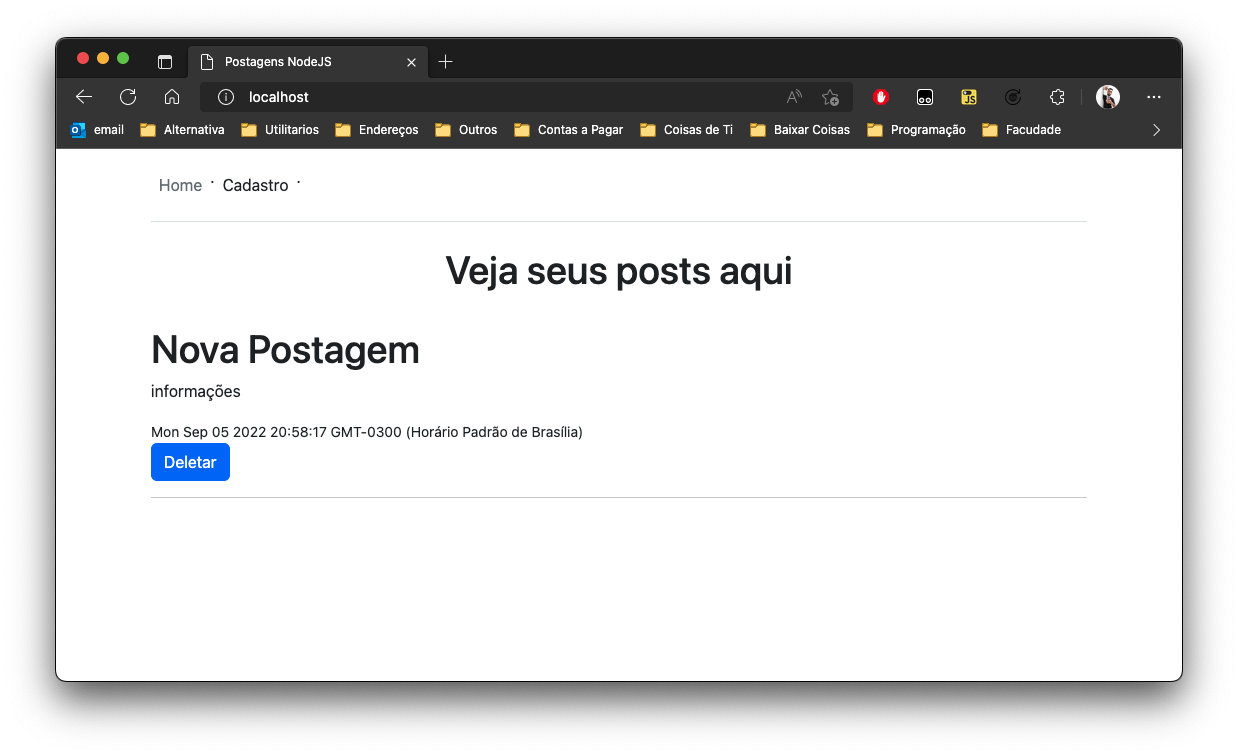 Postagens NodeJS
localhost
email Alternativa Utilitarios Endereços Outros Contas a Pagar Coisas de Ti Baixar Coisas Programação Facudade
Home · Cadastro ·
Veja seus posts aqui
Nova Postagem
informações
Mon Sep 05 2022 20:58:17 GMT-0300 (Horário Padrão de Brasília)
Deletar